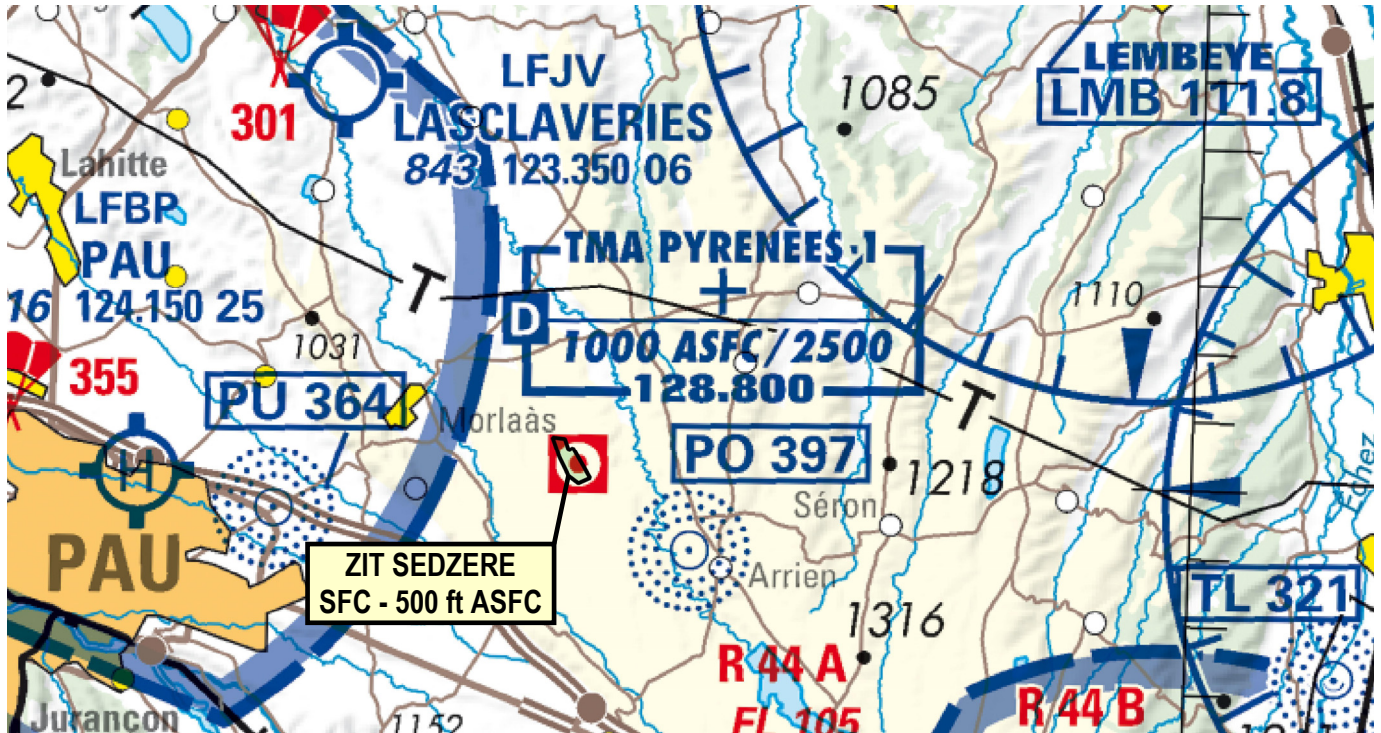 LFJV
LASCLAVERIES
843 123.350 06
301
1085
LEMBEYE
LMB 111.8
2
Lahitte
LFBP
PAU
16 124.150 25
T
TMA PYRENEES 1
D
1000 ASFC/2500
128.800
1110
1031
355
PU 364
Morlaàs
T
PO 397
1218
Séron
H
PAU
ZIT SEDZERE
SFC - 500 ft ASFC
Arrien
Echez
TL 321
1316
R 44 A
FL 105
R 44 B
Jurancon
1152